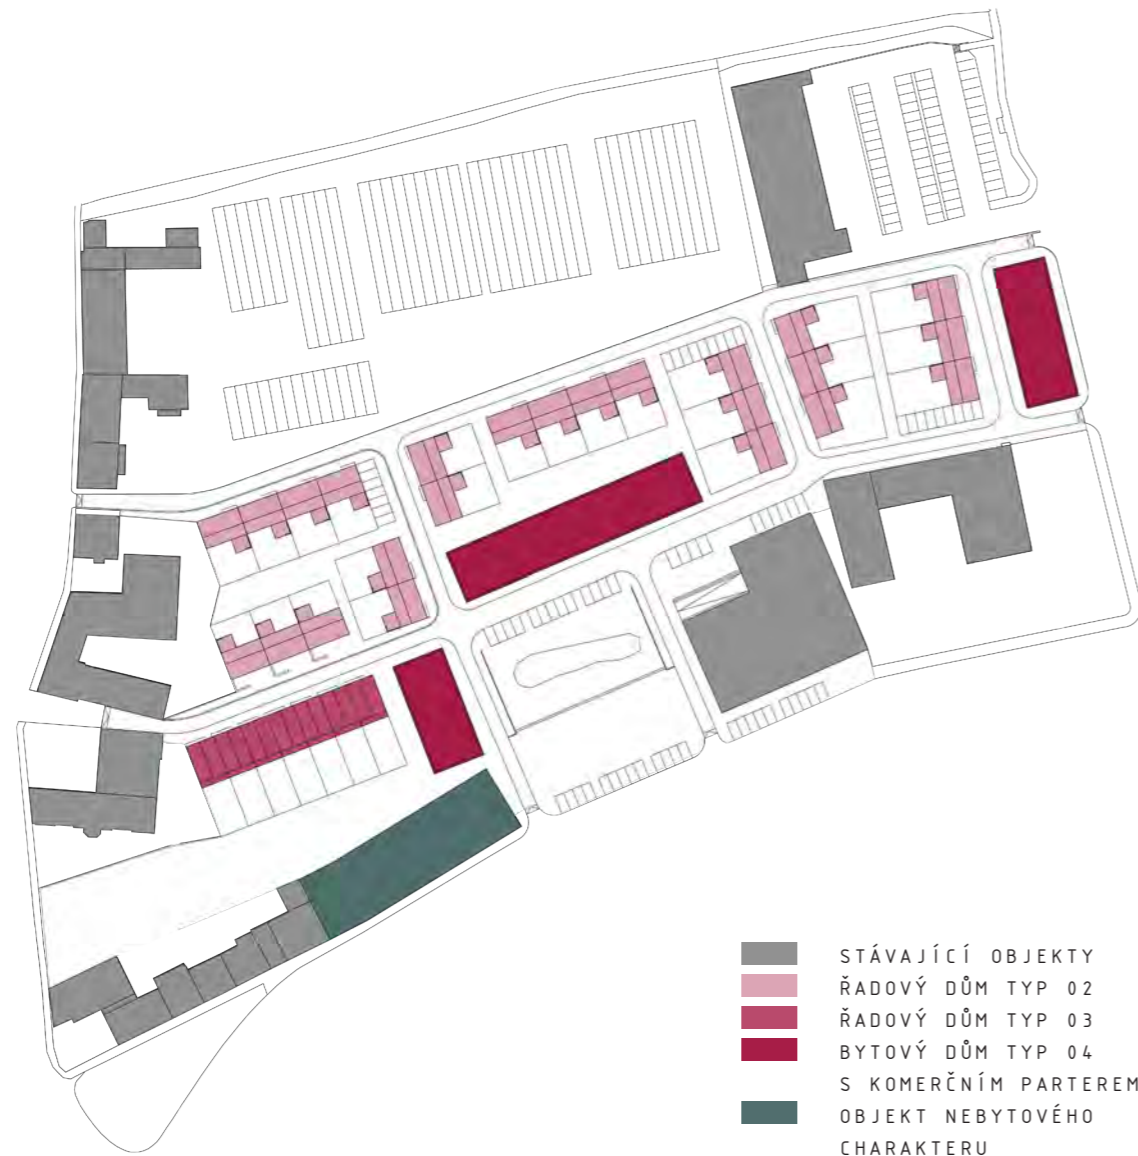 STÁVAJÍCÍ OBJEKTY
ŘADOVÝ DŮM TYP 02
ŘADOVÝ DŮM TYP 03
BYTOVÝ DŮM TYP 04
S KOMERČNÍM PARTEREM
OBJEKT NEBYTOVÉHO
CHARAKTERU